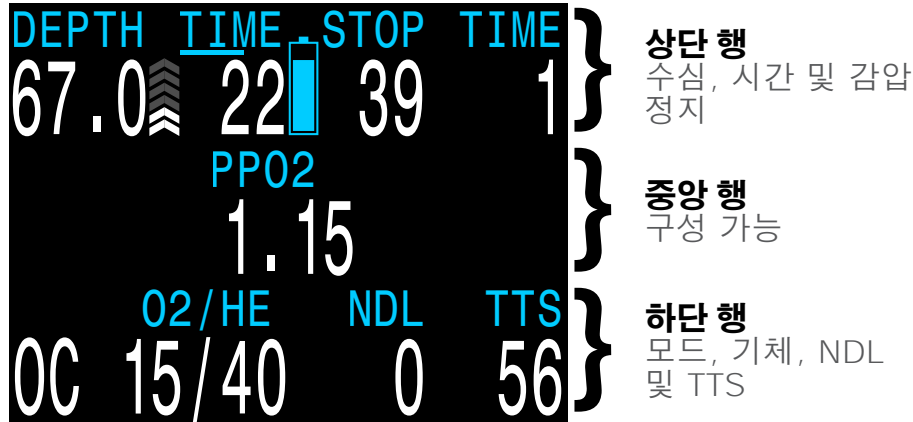 DEPTH TIME STOP TIME
67.0 22 39 1
PPO2
1.15
O2/HE NDL TTS
OC 15/40 0 56
상단 행
수심, 시간 및 감압
정지
중앙 행
구성 가능
하단 행
모드, 기체, NDL
및 TTS